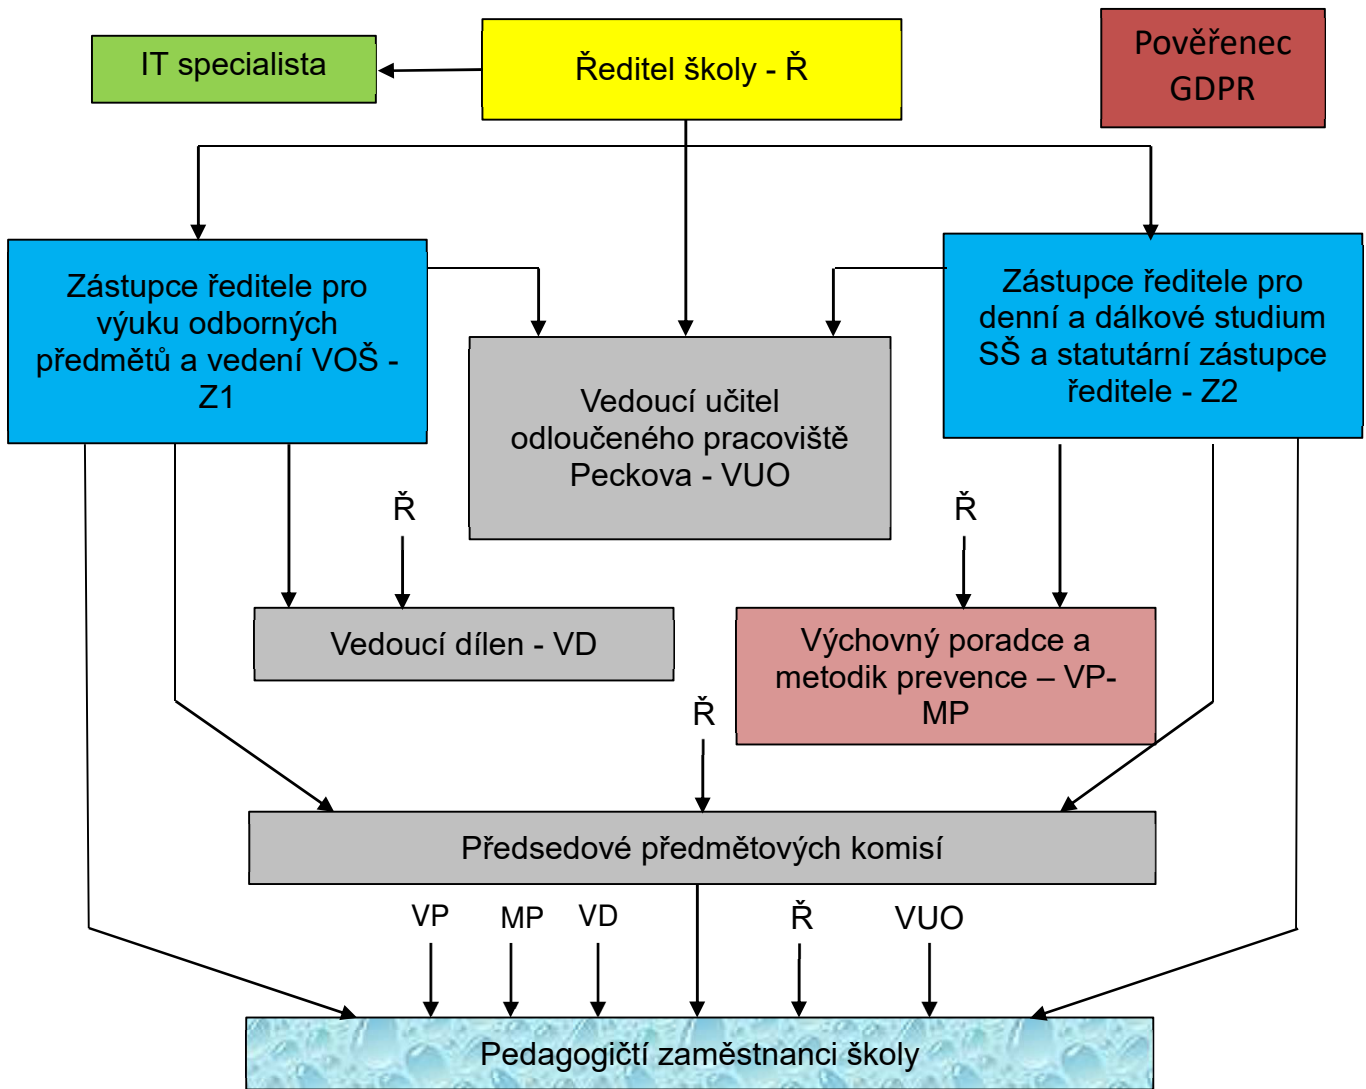 IT specialista
Ředitel školy - Ř
Pověřenec
GDPR
Zástupce ředitele pro
výuku odborných
předmětů a vedení VOŠ -
Z1
Zástupce ředitele pro
denní a dálkové studium
SŠ a statutární zástupce
ředitele - Z2
Vedoucí učitel
odloučeného pracoviště
Peckova - VUO
Ř
Ř
Vedoucí dílen - VD
Výchovný poradce a
metodik prevence – VP-
MP
Ř
Předsedové předmětových komisí
VP
MP
VD
Ř
VUO
Pedagogičtí zaměstnanci školy